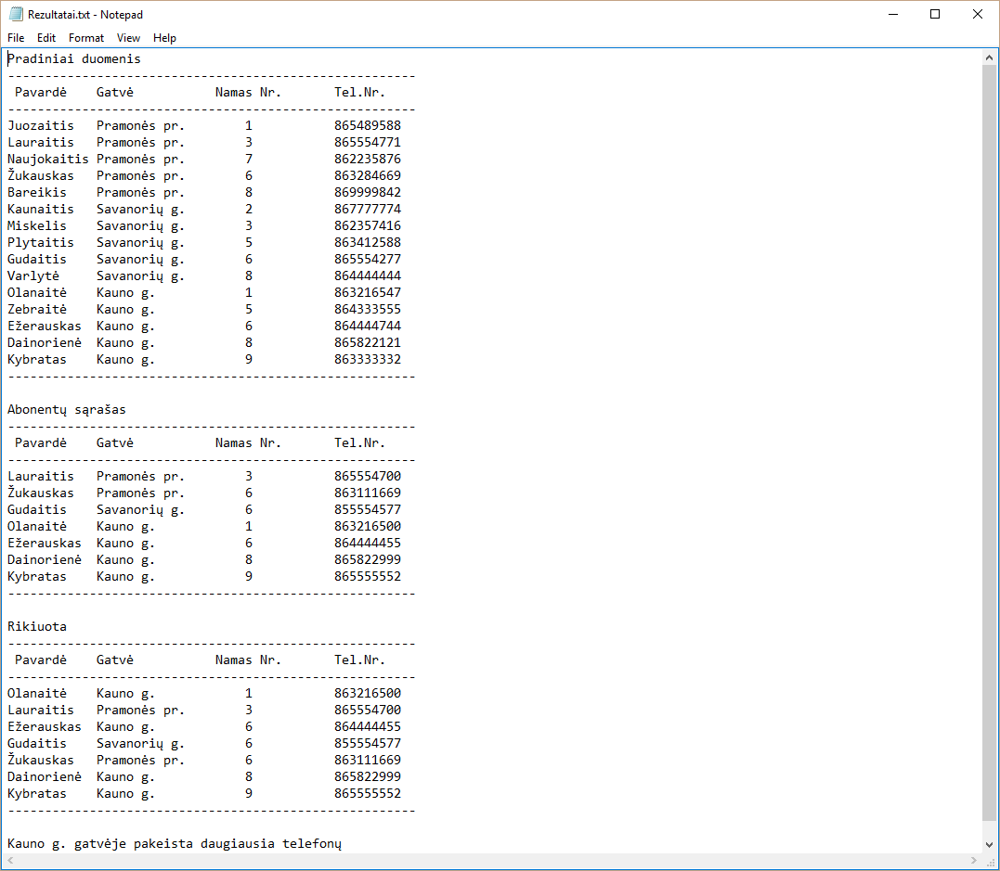 Rezultatai.txt - Notepad
File Edit Format View Help
Pradiniai duomenis
-------------------------------------------------------
Pavardė Gatvė Namas Nr. Tel.Nr.
-------------------------------------------------------
Juozaitis Pramonės pr. 1 865489588
Lauraitis Pramonės pr. 3 865554771
Naujokaitis Pramonės pr. 7 862235876
Žukauskas Pramonės pr. 6 863284669
Bareikis Pramonės pr. 8 869999842
Kaunaitis Savanorių g. 2 867777774
Miskelis Savanorių g. 3 862357416
Plytaitis Savanorių g. 5 863412588
Gudaitis Savanorių g. 6 865554277
Varlytė Savanorių g. 8 864444444
Olanaitė Kauno g. 1 863216547
Zebraitė Kauno g. 5 864333555
Ežerauskas Kauno g. 6 864444744
Dainorienė Kauno g. 8 865822121
Kybratas Kauno g. 9 863333332
-------------------------------------------------------
Abonentų sąrašas
-------------------------------------------------------
Pavardė Gatvė Namas Nr. Tel.Nr.
-------------------------------------------------------
Lauraitis Pramonės pr. 3 865554700
Žukauskas Pramonės pr. 6 863111669
Gudaitis Savanorių g. 6 855554577
Olanaitė Kauno g. 1 863216500
Ežerauskas Kauno g. 6 864444455
Dainorienė Kauno g. 8 865822999
Kybratas Kauno g. 9 865555552
-------------------------------------------------------
Rikiuota
-------------------------------------------------------
Pavardė Gatvė Namas Nr. Tel.Nr.
-------------------------------------------------------
Olanaitė Kauno g. 1 863216500
Lauraitis Pramonės pr. 3 865554700
Ežerauskas Kauno g. 6 864444455
Gudaitis Savanorių g. 6 855554577
Žukauskas Pramonės pr. 6 863111669
Dainorienė Kauno g. 8 865822999
Kybratas Kauno g. 9 865555552
-------------------------------------------------------
Kauno g. gatvėje pakeista daugiausia telefonų